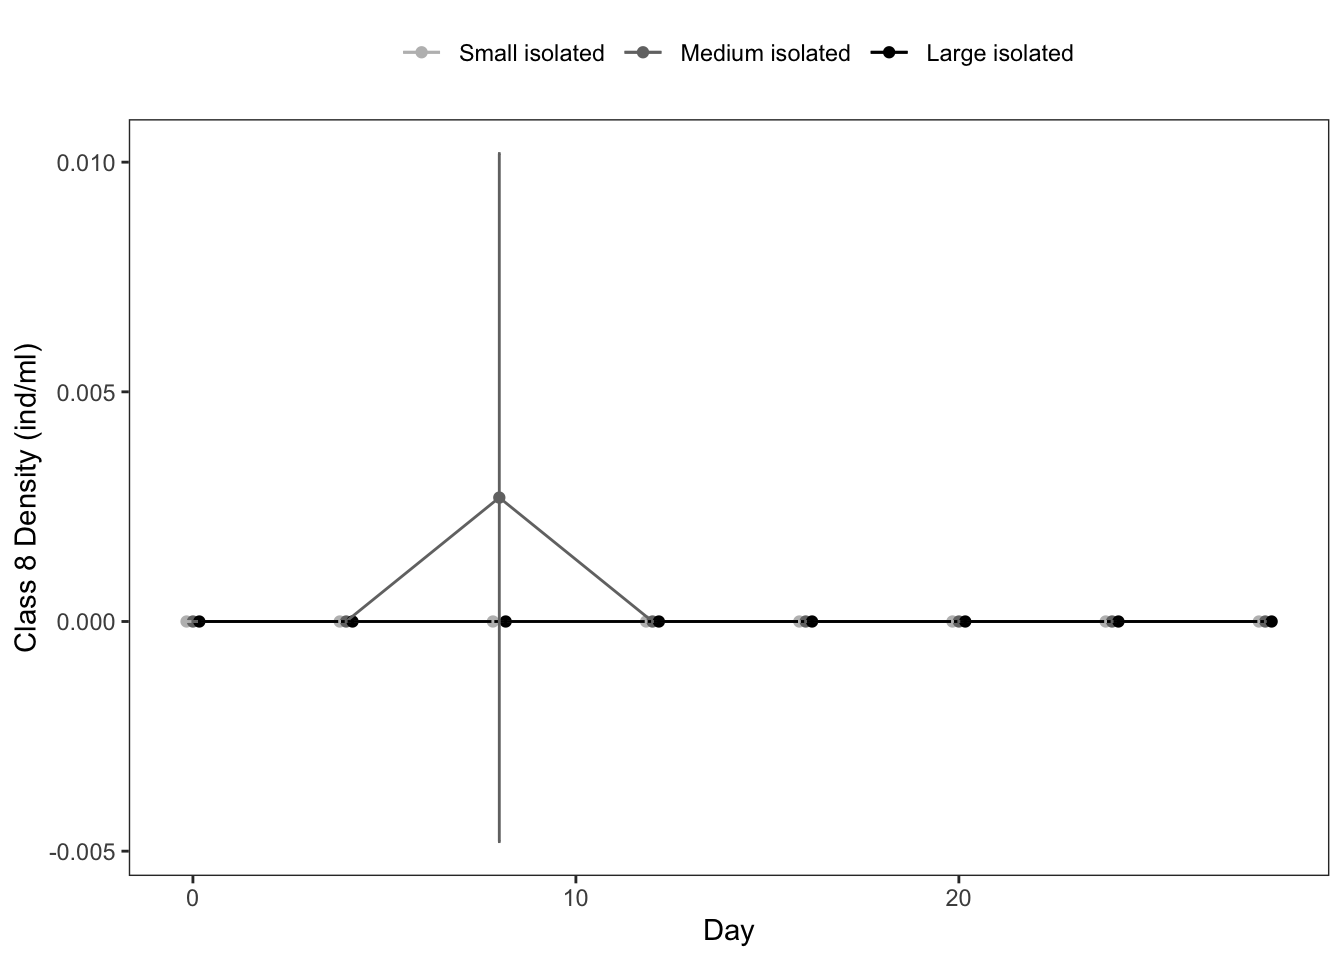 Small isolated Medium isolated Large isolated
0.010
0.005
0.000
-0.005
Class 8 Density (ind/ml)
0 10 20
Day